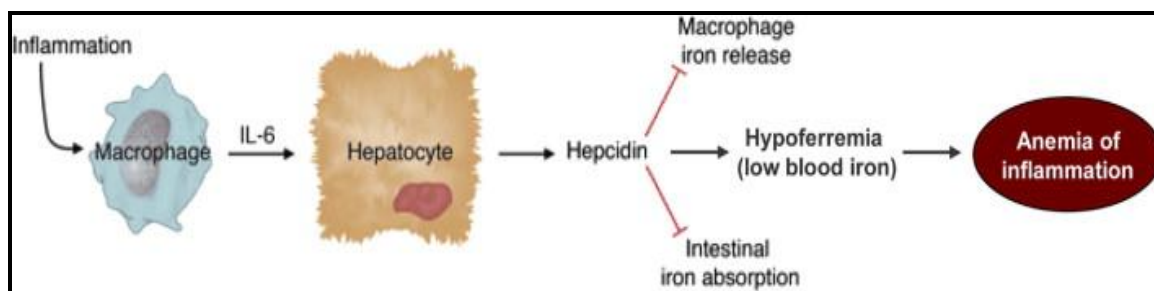 Inflammation
Macrophage
IL-6
Hepatocyte
Hepcidin
Macrophage
iron release
Hypoferremia
(low blood iron)
Intestinal
iron absorption
Anemia of
inflammation